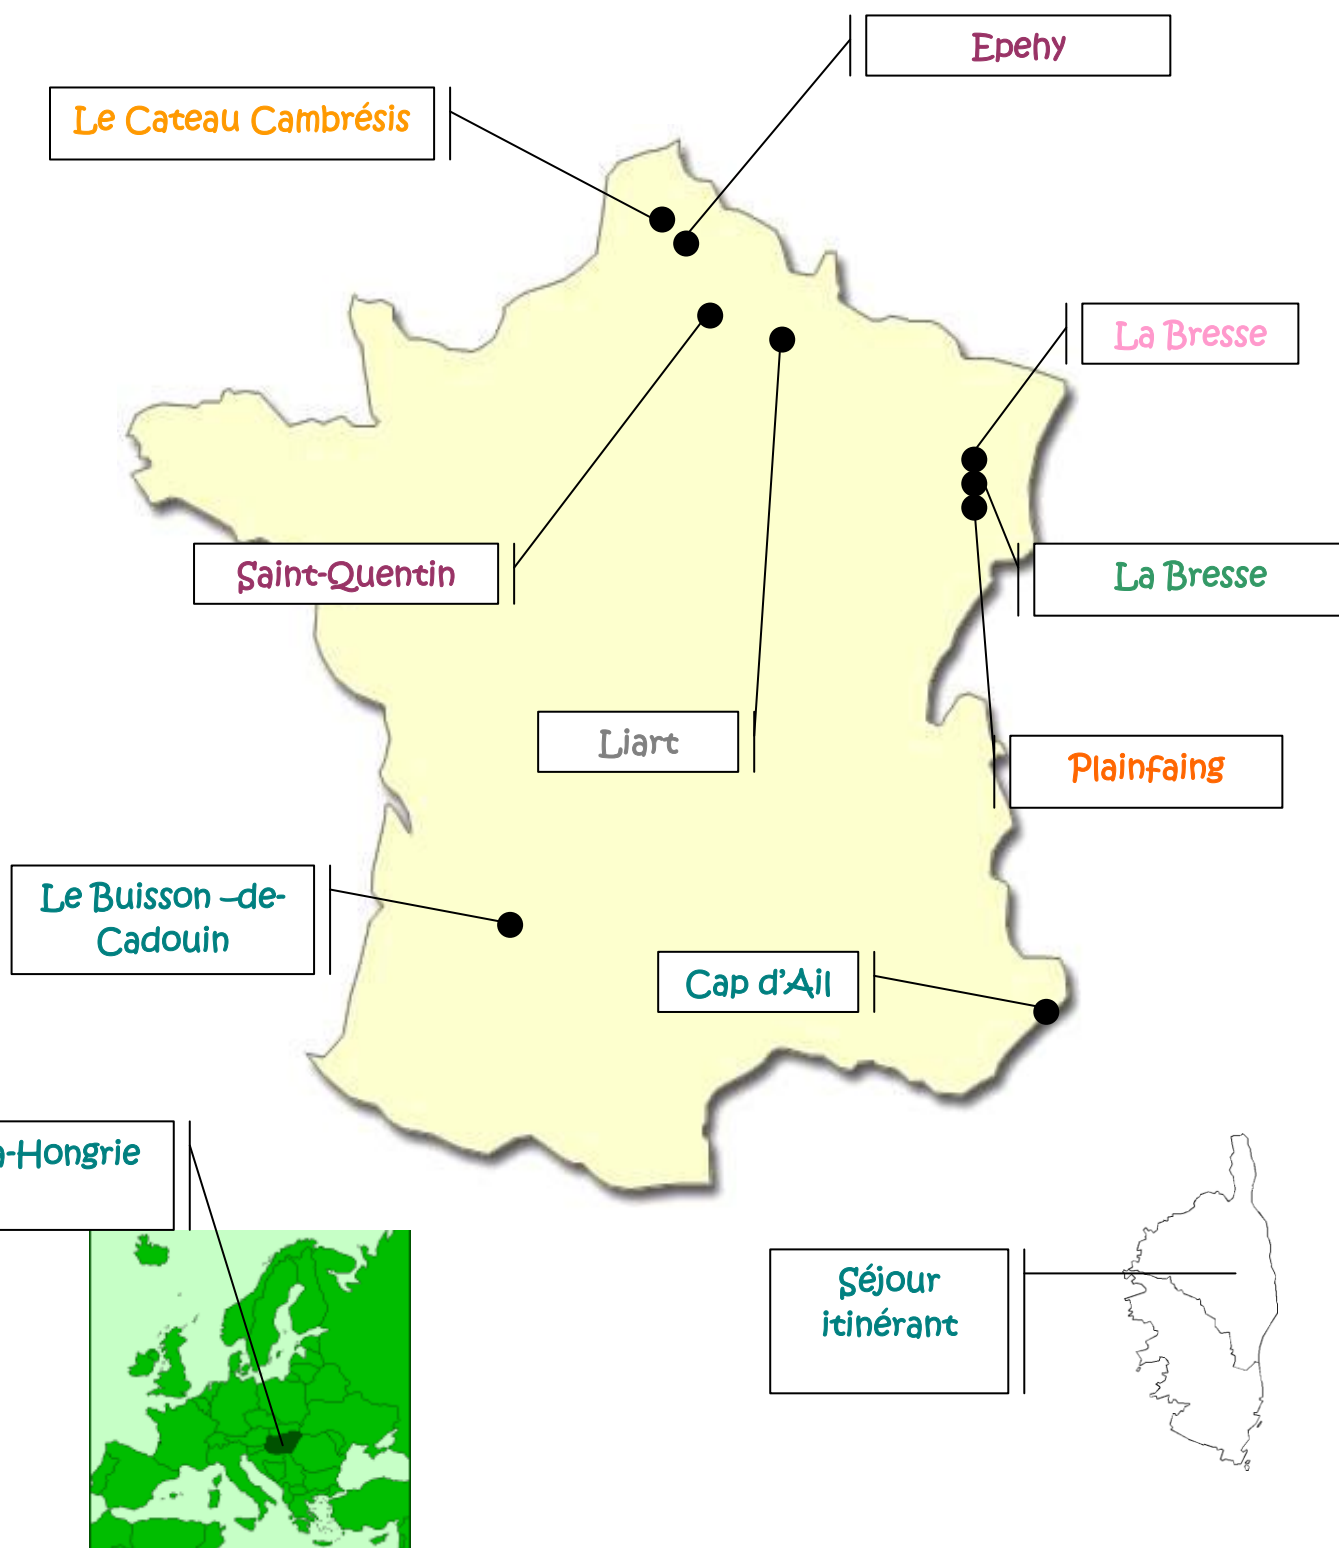 Epehy
Le Cateau Cambrésis
La Bresse
Saint-Quentin
La Bresse
Liart
Plainfaing
Le Buisson –de-
Cadouin
Cap d’Ail
-Hongrie
Séjour
itinérant